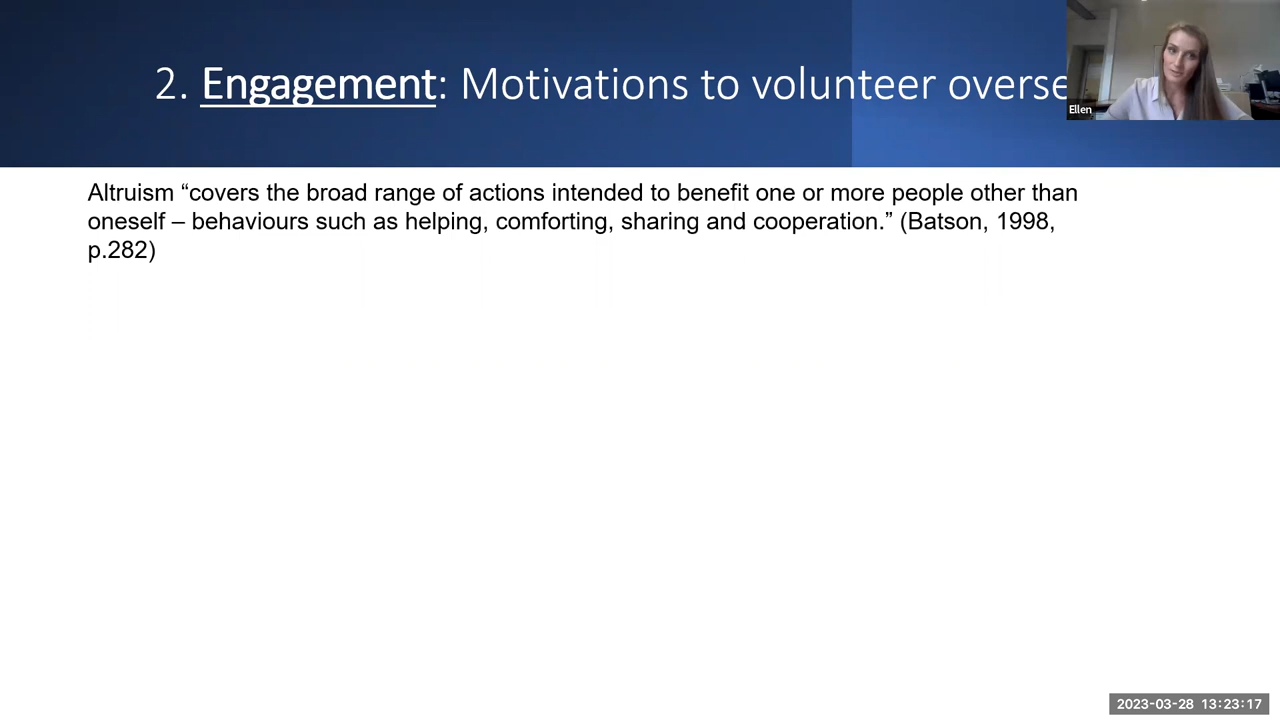 2. Engagement: Motivations to volunteer overse
Ellen
Altruism “covers the broad range of actions intended to benefit one or more people other than
oneself – behaviours such as helping, comforting, sharing and cooperation.” (Batson, 1998,
p.282)
2023-03-28 13:23:17